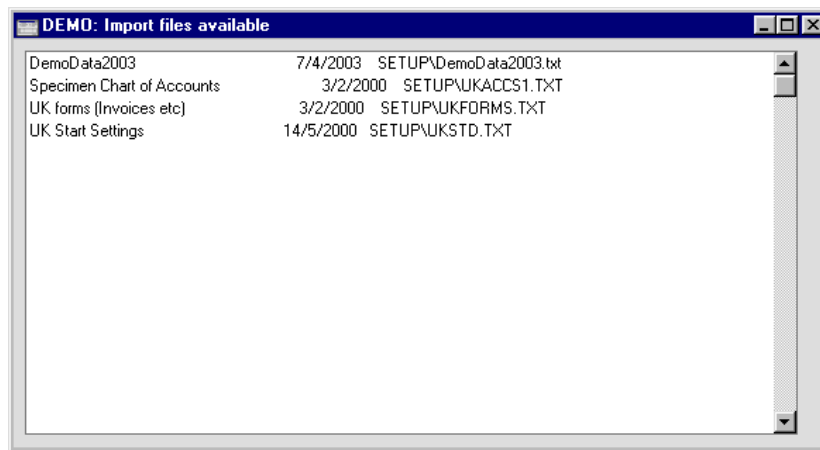 DEMO: Import files available
DemoData2003 7/4/2003 SETUP\DemoData2003.txt
Specimen Chart of Accounts 3/2/2000 SETUP\UKACCS1.TXT
UK forms (Invoices etc) 3/2/2000 SETUP\UKFORMS.TXT
UK Start Settings 14/5/2000 SETUP\UKSTD.TXT